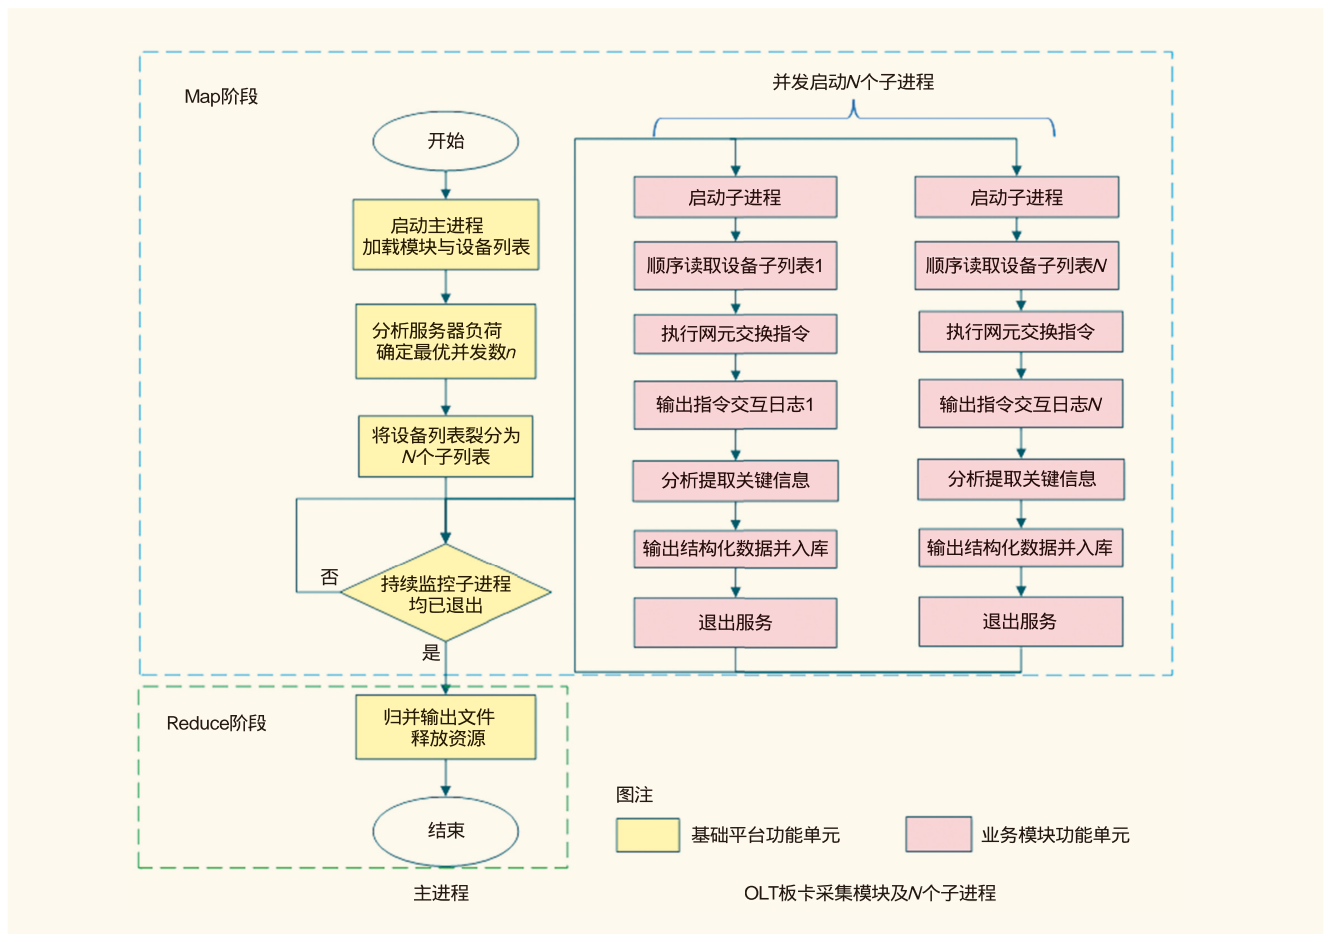 Map阶段
并发启动N个子进程
开始
启动主进程
加载模块与设备列表
分析服务器负荷
确定最优并发数n
将设备列表裂分为
N个子列表
否
持续监控子进程
均已退出
是
启动子进程
顺序读取设备子列表1
执行网元交换指令
输出指令交互日志1
分析提取关键信息
输出结构化数据并入库
退出服务
启动子进程
顺序读取设备子列表N
执行网元交换指令
输出指令交互日志N
分析提取关键信息
输出结构化数据并入库
退出服务
Reduce阶段
归并输出文件
释放资源
结束
图注
基础平台功能单元
业务模块功能单元
主进程
OLT板卡采集模块及N个子进程